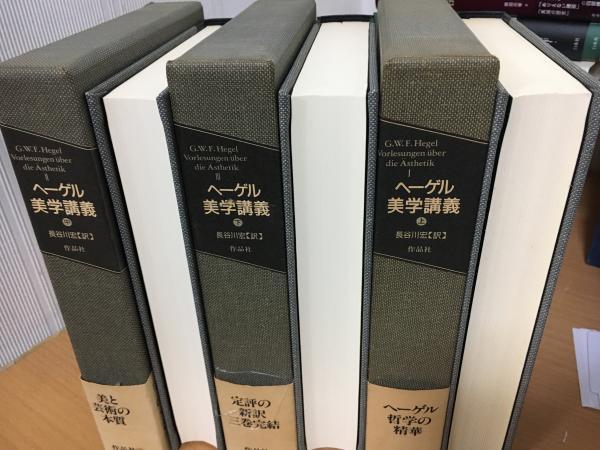 G.W.F. Hegel
Vorlesungen über
die Ästhetik
II
ヘーゲル
美学講義
中
長谷川宏【訳】
作品社
美と
芸術の
本質
作品社
G.W.F. Hegel
Vorlesungen über
die Ästhetik
III
ヘーゲル
美学講義
下
長谷川宏【訳】
作品社
定評の
新訳
三巻完結
G.W.F. Hegel
Vorlesungen über
die Ästhetik
I
ヘーゲル
美学講義
上
長谷川宏【訳】
作品社
ヘーゲル
哲学の
精華